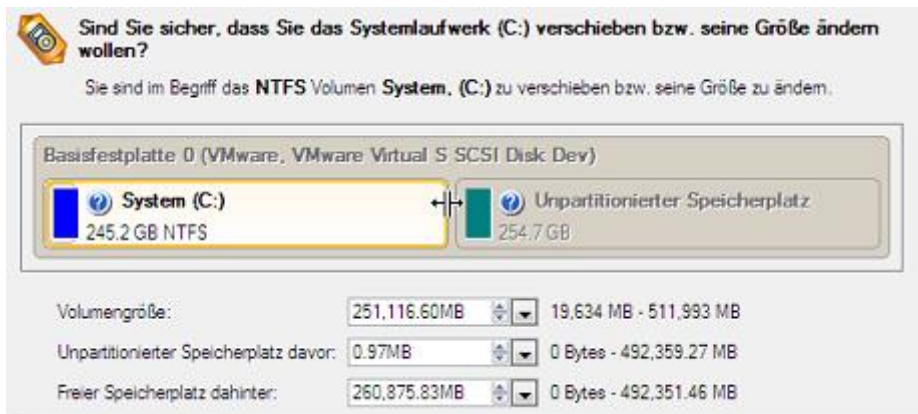 Sind Sie sicher, dass Sie das Systemlaufwerk (C:) verschieben bzw. seine Größe ändern
wollen?
Sie sind im Begriff das NTFS Volumen System, (C:) zu verschieben bzw. seine Größe zu ändern.
Basisfestplatte 0 (VMware, VMware Virtual S SCSI Disk Dev)
System (C:)
245.2 GB NTFS
Unpartitionierter Speicherplatz
254.7 GB
Volumengröße: 251,116.60MB 19,634 MB - 511,993 MB
Unpartitionierter Speicherplatz davor: 0.97MB 0 Bytes - 492,359.27 MB
Freier Speicherplatz dahinter: 260,875.83MB 0 Bytes - 492,351.46 MB